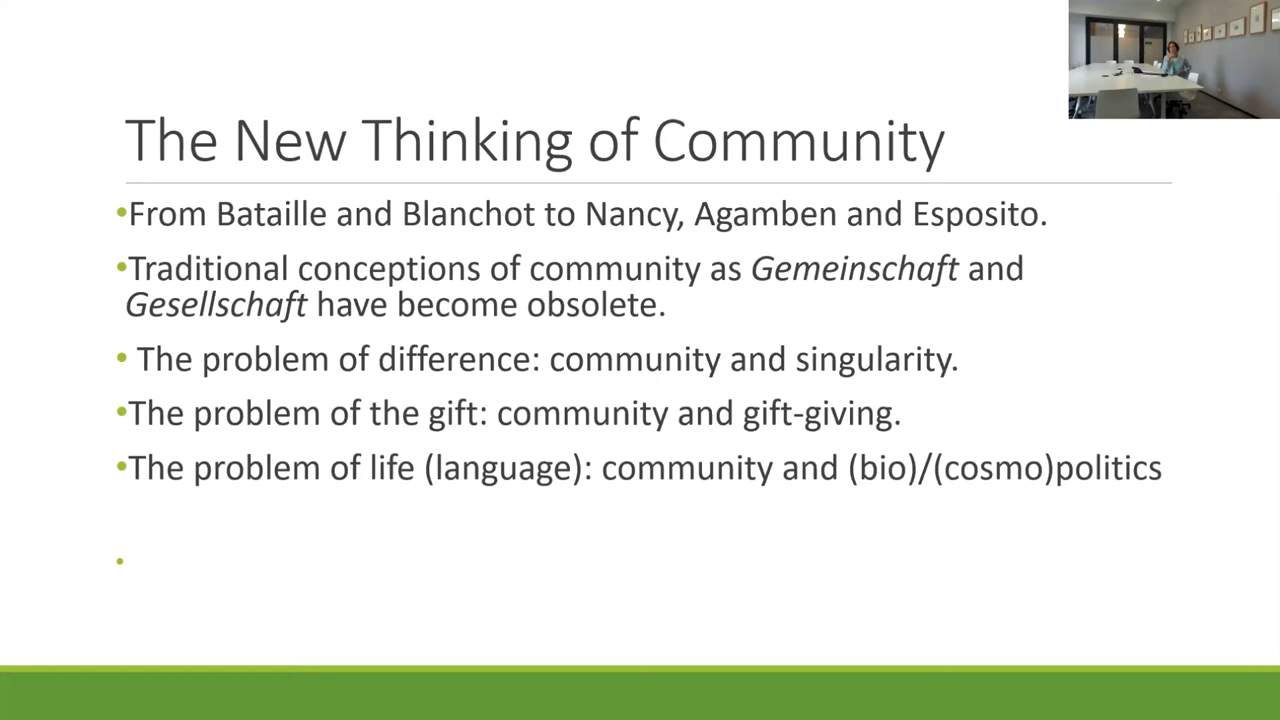 The New Thinking of Community
•From Bataille and Blanchot to Nancy, Agamben and Esposito.
•Traditional conceptions of community as Gemeinschaft and
Gesellschaft have become obsolete.
• The problem of difference: community and singularity.
•The problem of the gift: community and gift-giving.
•The problem of life (language): community and (bio)/(cosmo)politics
•